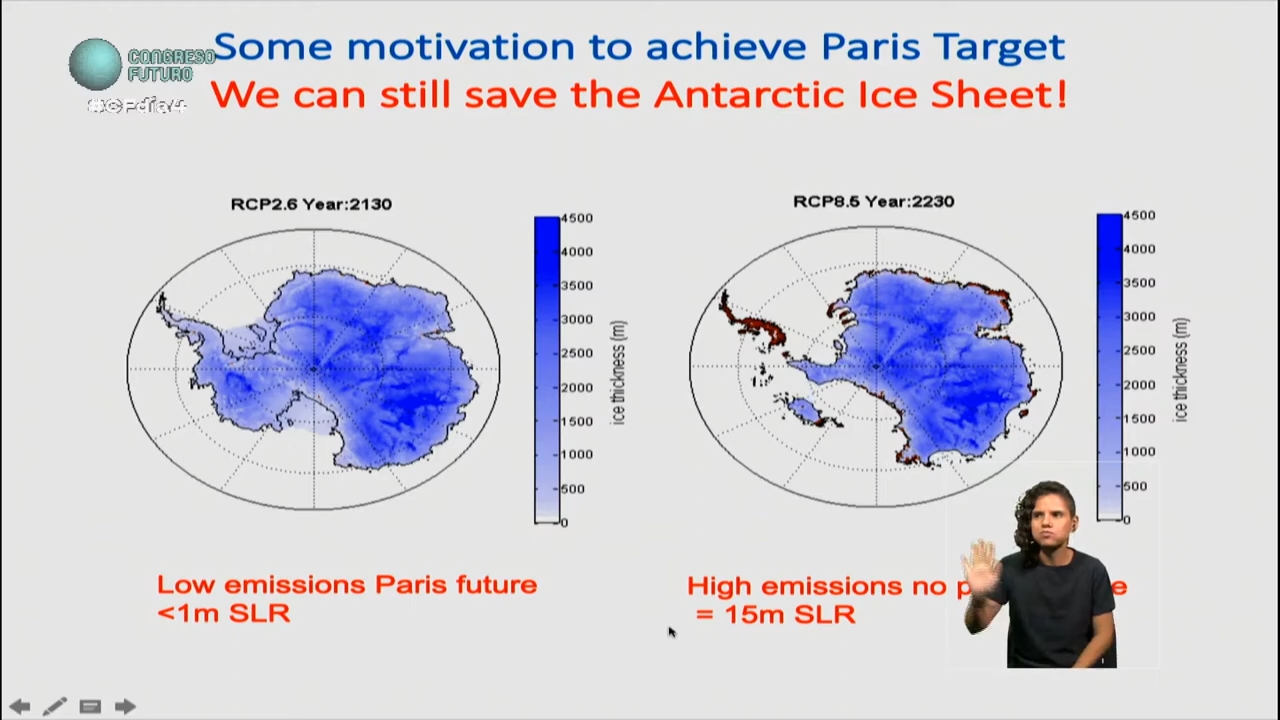 Some motivation to achieve Paris Target
CONGRESO
FUTURO
We can still save the Antarctic Ice Sheet!
RCP2.6 Year:2130
4500
4000
3500
3000
2500
2000
1500
1000
500
0
ice thickness (m)
RCP8.5 Year:2230
4500
4000
3500
3000
2500
2000
1500
1000
500
0
ice thickness (m)
Low emissions Paris future
<1m SLR
High emissions no
= 15m SLR